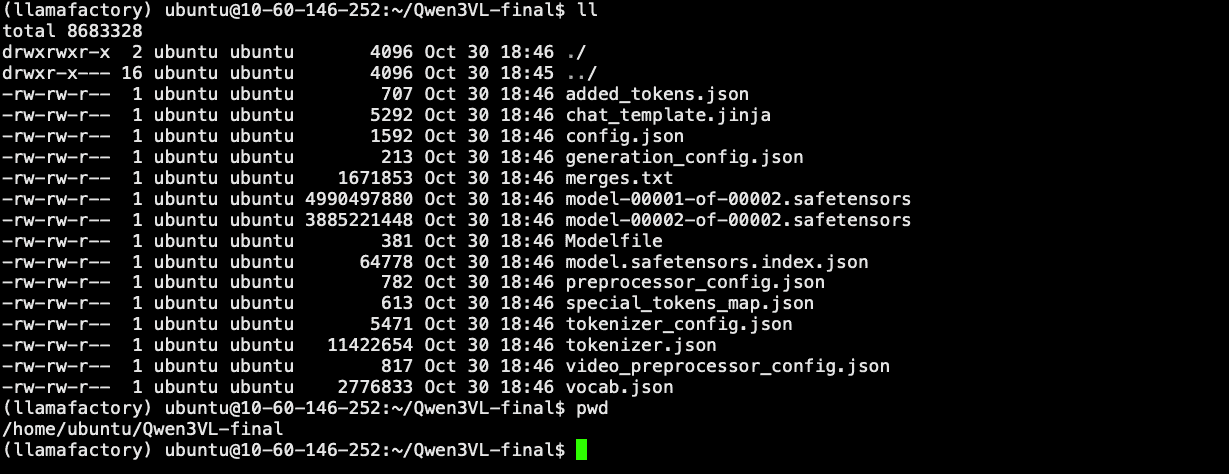 (llamafactory) ubuntu@10-60-146-252:~/Qwen3VL-final$ ll
total 8683328
drwxrwxr-x  2 ubuntu ubuntu       4096 Oct 30 18:46 ./
drwxr-x--- 16 ubuntu ubuntu       4096 Oct 30 18:45 ../
-rw-rw-r--  1 ubuntu ubuntu        707 Oct 30 18:46 added_tokens.json
-rw-rw-r--  1 ubuntu ubuntu       5292 Oct 30 18:46 chat_template.jinja
-rw-rw-r--  1 ubuntu ubuntu       1592 Oct 30 18:46 config.json
-rw-rw-r--  1 ubuntu ubuntu        213 Oct 30 18:46 generation_config.json
-rw-rw-r--  1 ubuntu ubuntu    1671853 Oct 30 18:46 merges.txt
-rw-rw-r--  1 ubuntu ubuntu 4990497880 Oct 30 18:46 model-00001-of-00002.safetensors
-rw-rw-r--  1 ubuntu ubuntu 3885221448 Oct 30 18:46 model-00002-of-00002.safetensors
-rw-rw-r--  1 ubuntu ubuntu        381 Oct 30 18:46 Modelfile
-rw-rw-r--  1 ubuntu ubuntu      64778 Oct 30 18:46 model.safetensors.index.json
-rw-rw-r--  1 ubuntu ubuntu        782 Oct 30 18:46 preprocessor_config.json
-rw-rw-r--  1 ubuntu ubuntu        613 Oct 30 18:46 special_tokens_map.json
-rw-rw-r--  1 ubuntu ubuntu       5471 Oct 30 18:46 tokenizer_config.json
-rw-rw-r--  1 ubuntu ubuntu   11422654 Oct 30 18:46 tokenizer.json
-rw-rw-r--  1 ubuntu ubuntu        817 Oct 30 18:46 video_preprocessor_config.json
-rw-rw-r--  1 ubuntu ubuntu    2776833 Oct 30 18:46 vocab.json
(llamafactory) ubuntu@10-60-146-252:~/Qwen3VL-final$ pwd
/home/ubuntu/Qwen3VL-final
(llamafactory) ubuntu@10-60-146-252:~/Qwen3VL-final$